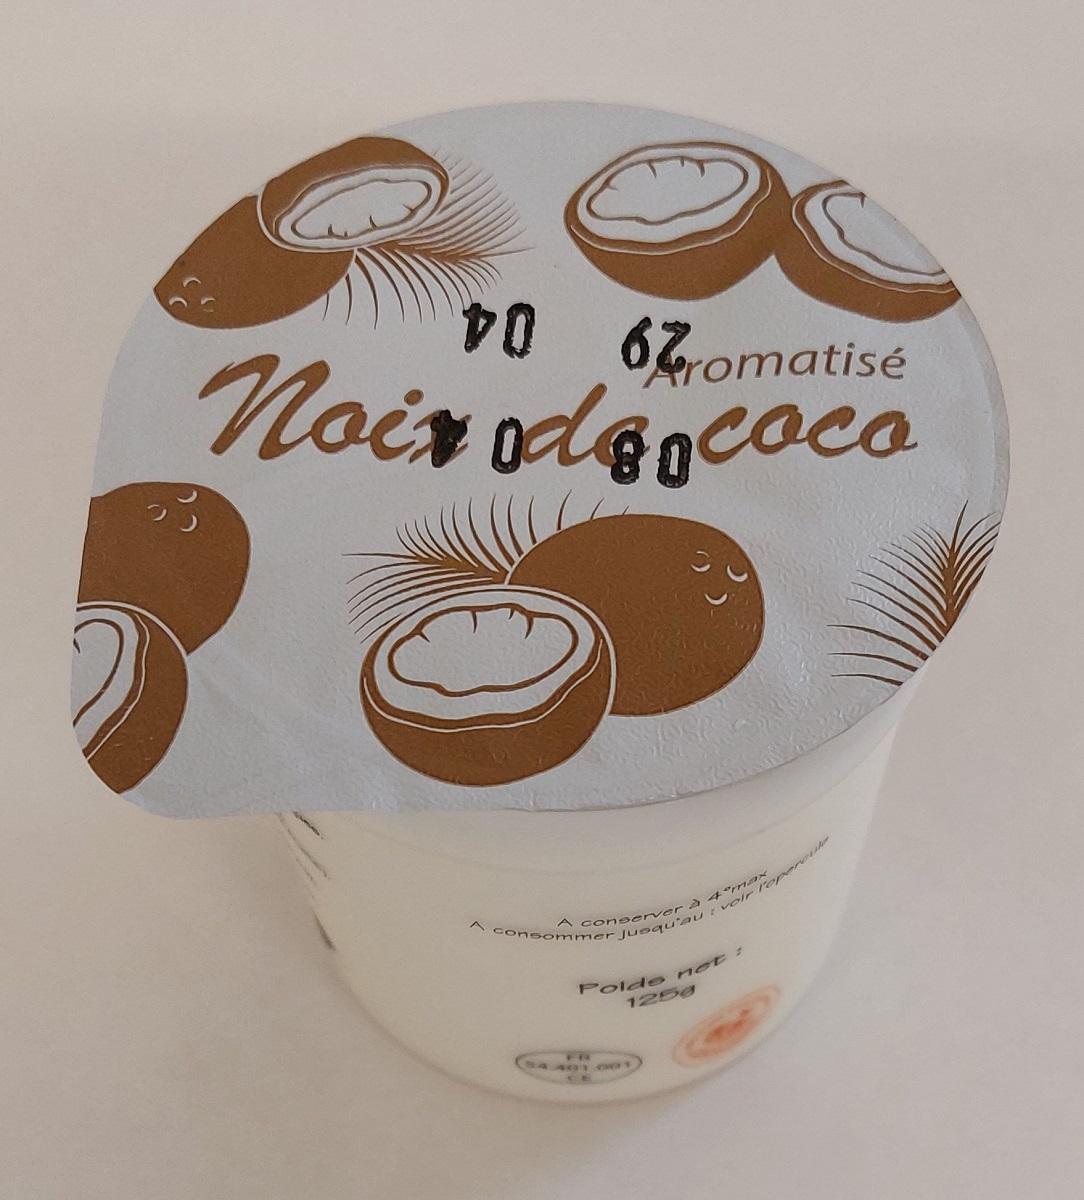 Aromatisé
Noix de coco
08 04
29 04
A conserver à 4°max
A consommer jusqu'au : voir l'opercule
Poids net :
125g
FR
54.401.001
CE